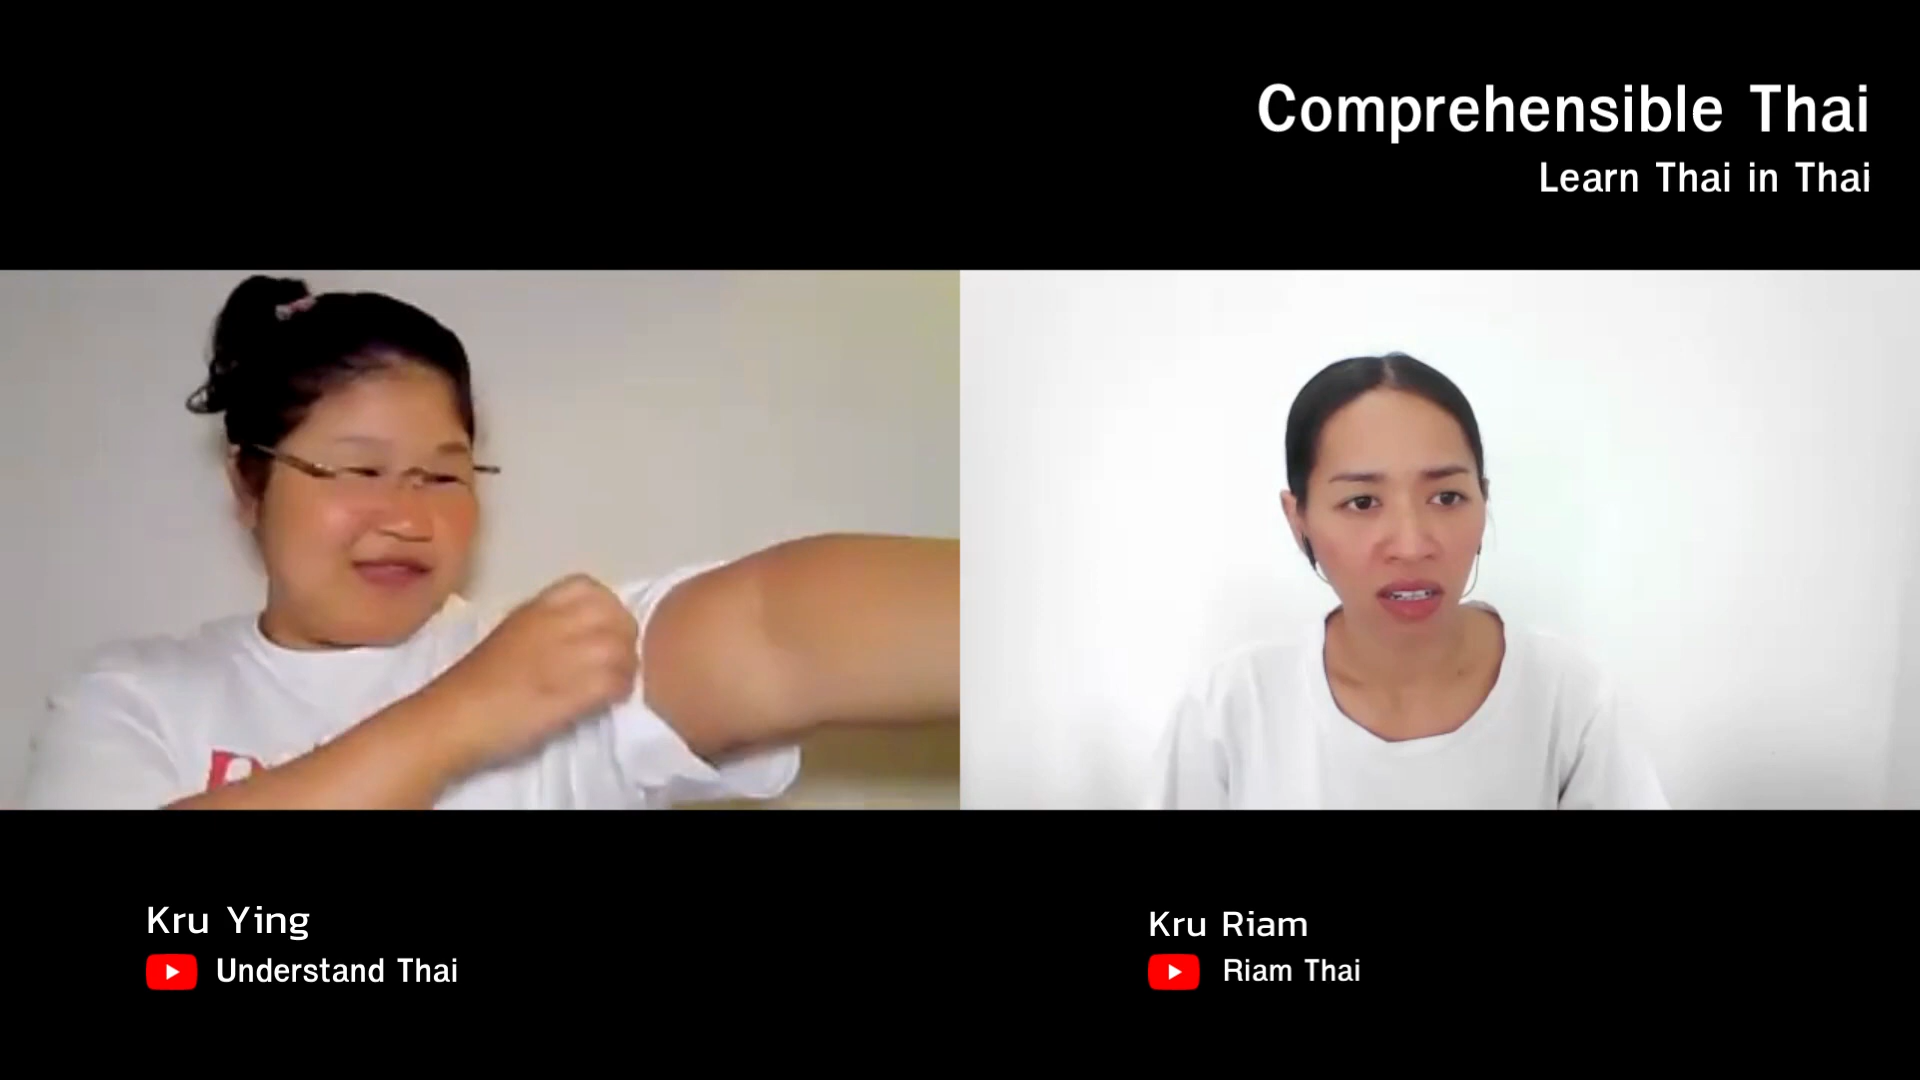 Comprehensible Thai
Learn Thai in Thai
Kru Ying
Understand Thai
Kru Riam
Riam Thai